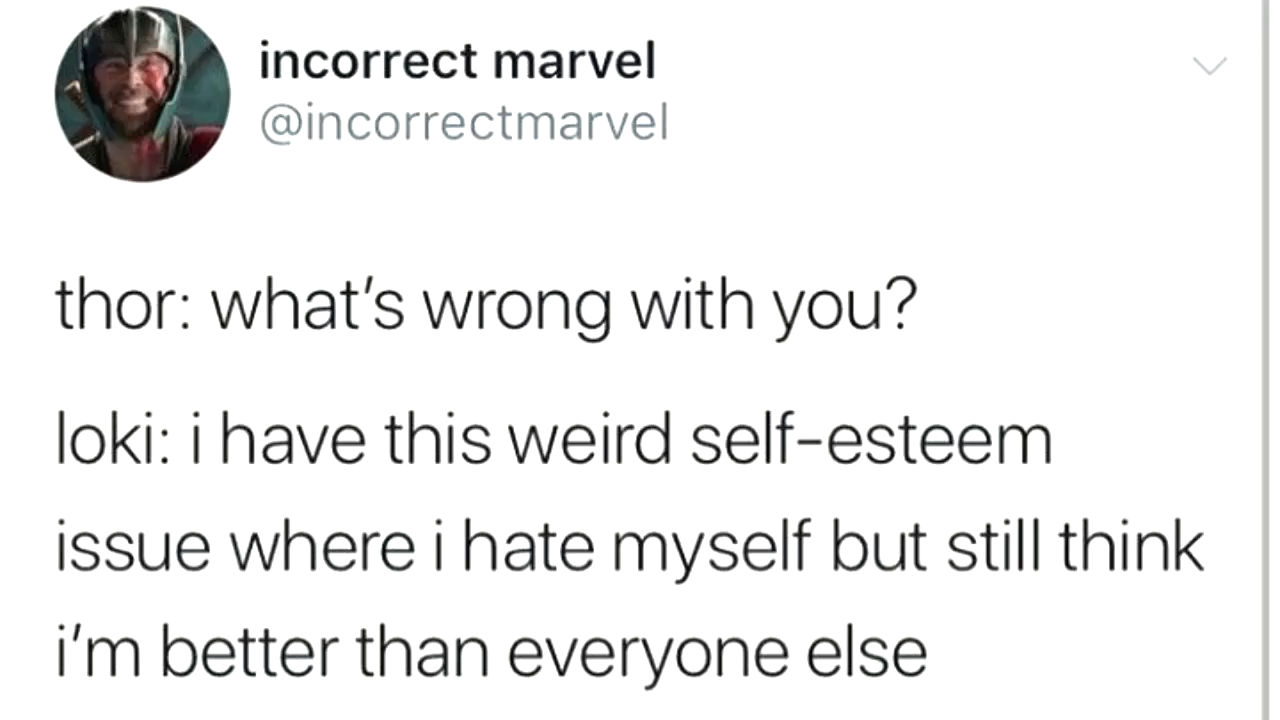 incorrect marvel
@incorrectmarvel
thor: what's wrong with you?
loki: i have this weird self-esteem
issue where i hate myself but still think
i'm better than everyone else